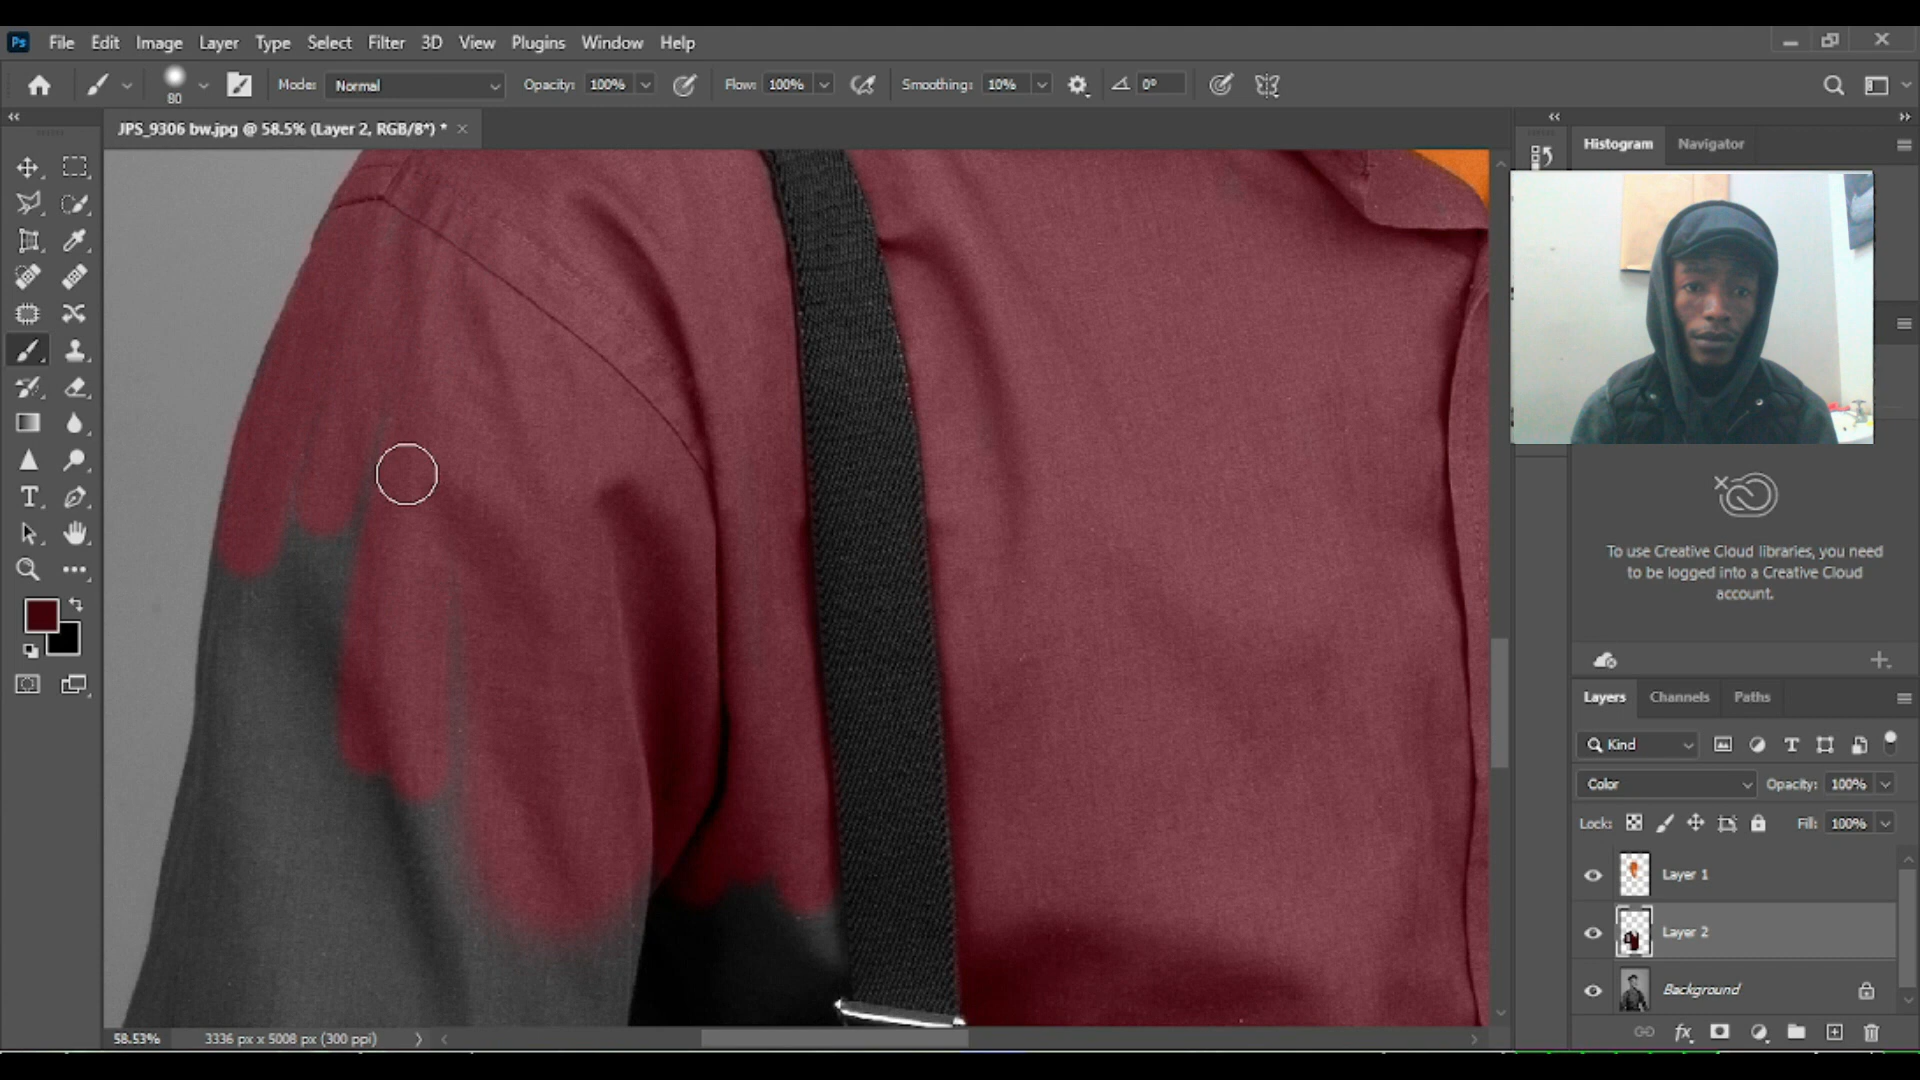 Ps File Edit Image Layer Type Select Filter 3D View Plugins Window Help
80 Mode: Normal Opacity: 100% Flow: 100% Smoothing: 10% 0°
JPS_9306 bw.jpg @ 58.5% (Layer 2, RGB/8*) *
Histogram Navigator
To use Creative Cloud libraries, you need
to be logged into a Creative Cloud
account.
Layers Channels Paths
Kind
Color Opacity: 100%
Lock: Fill: 100%
Layer 1
Layer 2
Background
fx
58.53% 3336 px x 5008 px (300 ppi)